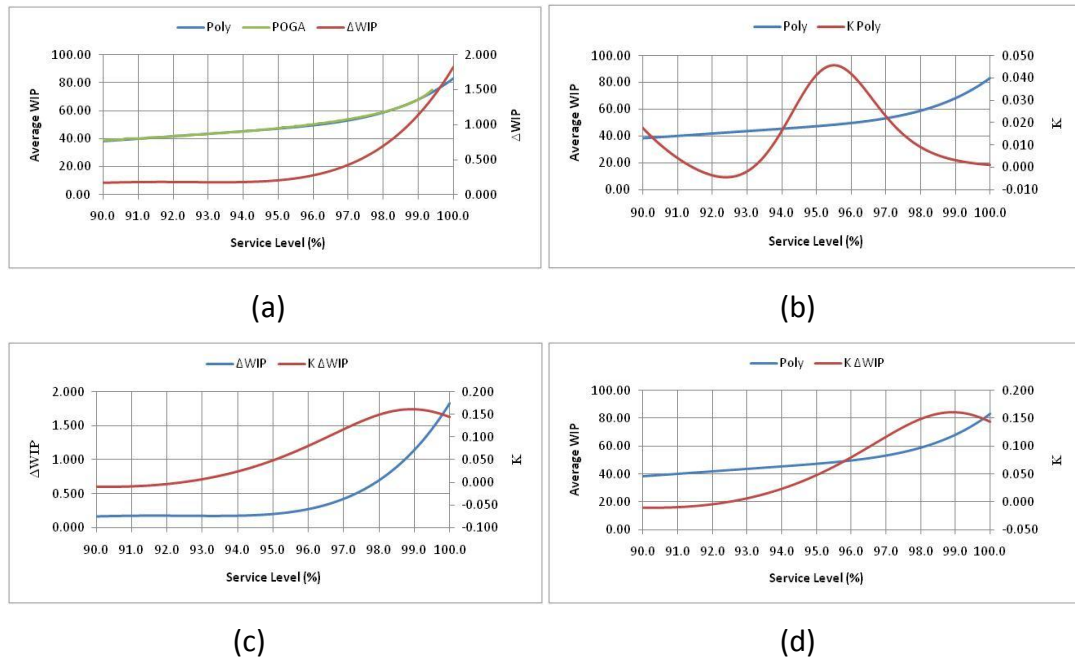 Poly POGA ΔWIP
100.00
80.00
60.00
40.00
20.00
0.00
Average WIP
2.000
1.500
1.000
0.500
0.000
ΔWIP
90.0 91.0 92.0 93.0 94.0 95.0 96.0 97.0 98.0 99.0 100.0
Service Level (%)
(a)
Poly K Poly
100.00
80.00
60.00
40.00
20.00
0.00
Average WIP
0.050
0.040
0.030
0.020
0.010
0.000
-0.010
K
90.0 91.0 92.0 93.0 94.0 95.0 96.0 97.0 98.0 99.0 100.0
Service Level (%)
(b)
ΔWIP K ΔWIP
2.000
1.500
1.000
0.500
0.000
ΔWIP
0.200
0.150
0.100
0.050
0.000
-0.050
-0.100
K
90.0 91.0 92.0 93.0 94.0 95.0 96.0 97.0 98.0 99.0 100.0
Service Level (%)
(c)
Poly K ΔWIP
100.00
80.00
60.00
40.00
20.00
0.00
Average WIP
0.200
0.150
0.100
0.050
0.000
-0.050
K
90.0 91.0 92.0 93.0 94.0 95.0 96.0 97.0 98.0 99.0 100.0
Service Level (%)
(d)